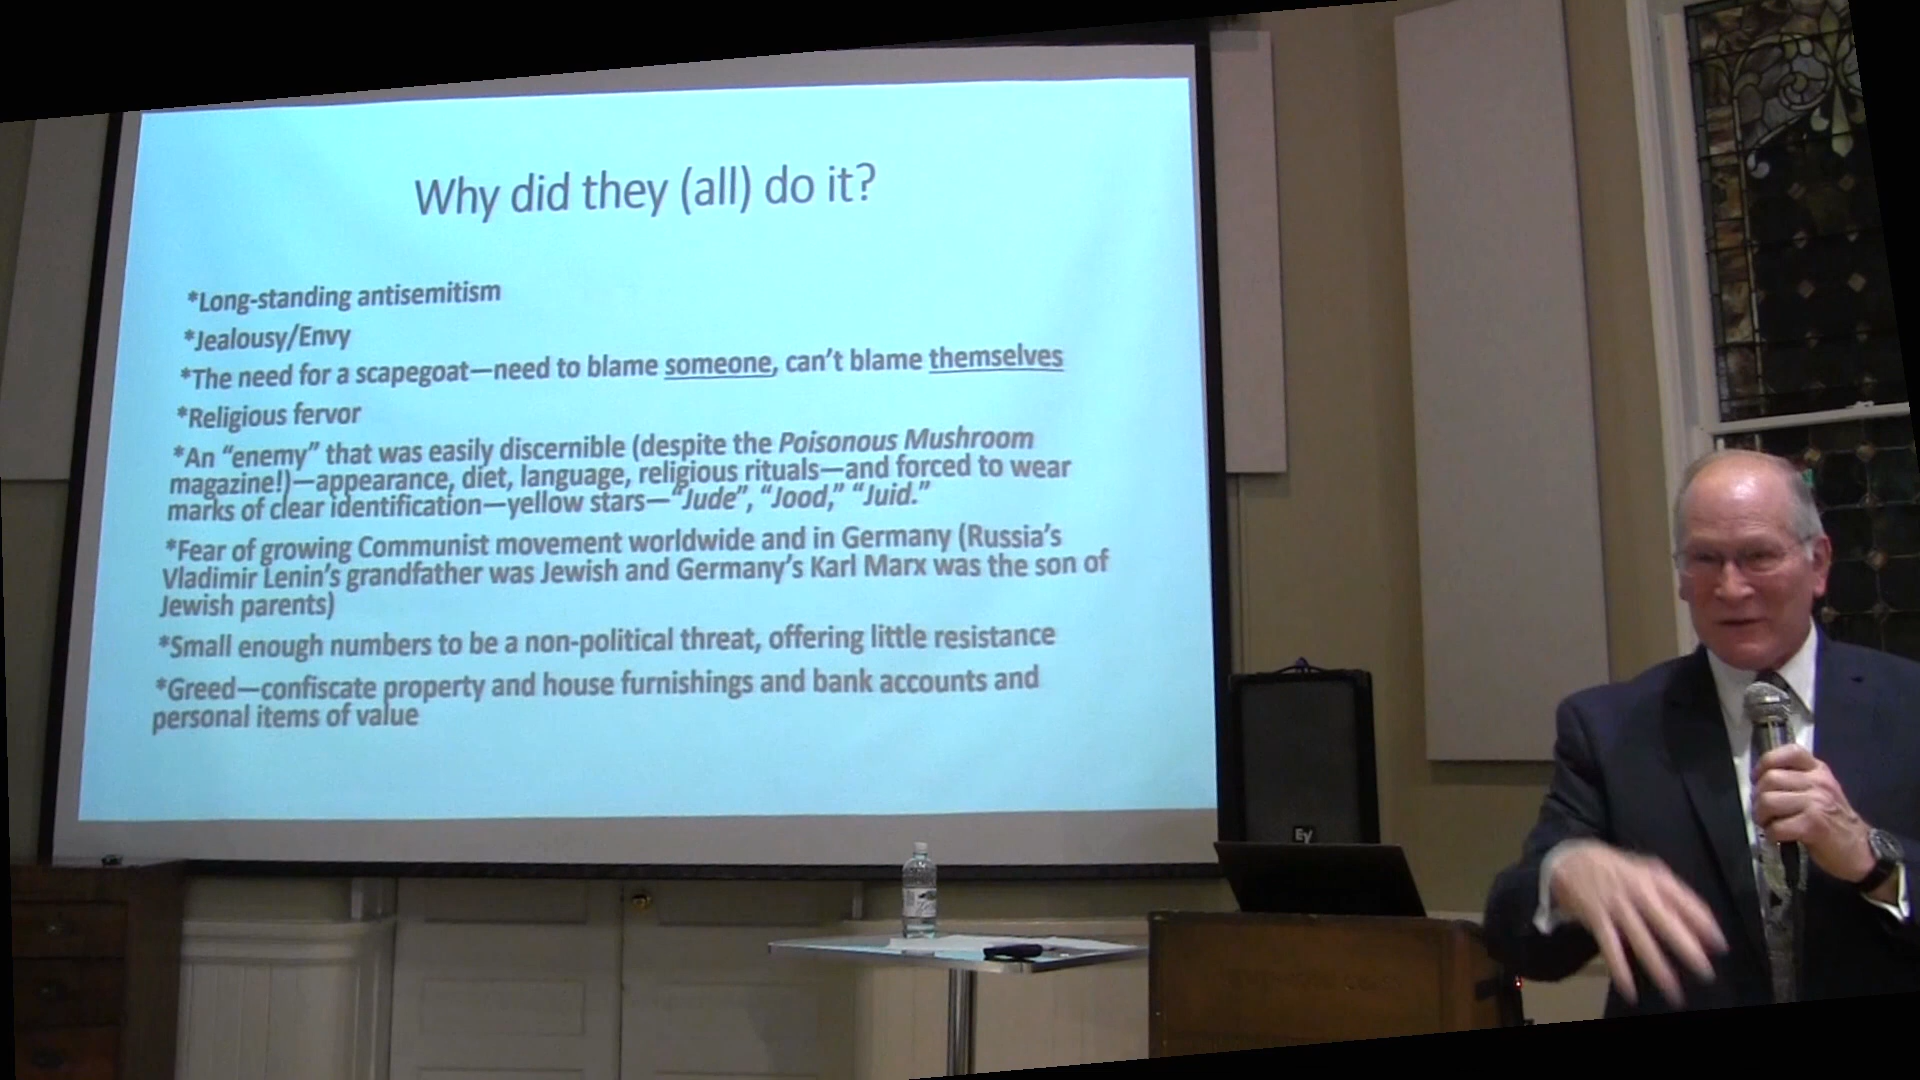 Why did they (all) do it?
*Long-standing antisemitism
*Jealousy/Envy
*The need for a scapegoat—need to blame someone, can’t blame themselves
*Religious fervor
*An “enemy” that was easily discernible (despite the Poisonous Mushroom
magazine!)—appearance, diet, language, religious rituals—and forced to wear
marks of clear identification—yellow stars—“Jude”, “Jood,” “Juid.”
*Fear of growing Communist movement worldwide and in Germany (Russia’s
Vladimir Lenin’s grandfather was Jewish and Germany’s Karl Marx was the son of
Jewish parents)
*Small enough numbers to be a non-political threat, offering little resistance
*Greed—confiscate property and house furnishings and bank accounts and
personal items of value
EV